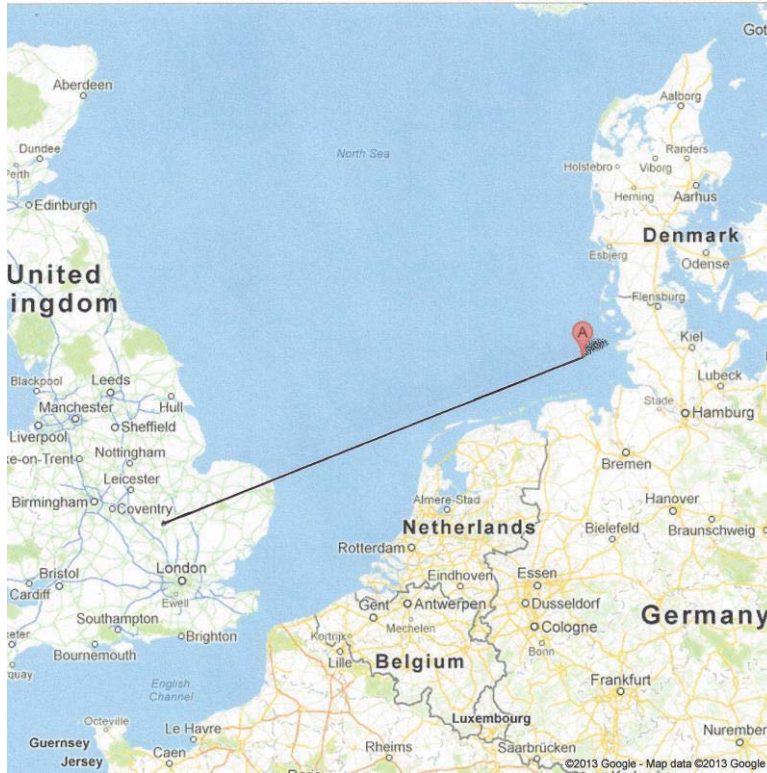 Got
Aberdeen
Aalborg
Dundee
Perth
North Sea
Holstebro
Viborg
Randers
Herning
Aarhus
Edinburgh
Denmark
Esbjerg
Odense
United
ingdom
Flensburg
A
Kiel
Blackpool
Leeds
Lubeck
Hull
Stade
Manchester
Hamburg
Liverpool
Sheffield
ke-on-Trent
Nottingham
Bremen
Leicester
Birmingham
Coventry
Almere-Stad
Hanover
Netherlands
Bielefeld
Braunschweig
Rotterdam
London
Eindhoven
Essen
Bristol
Cardiff
Ewell
Gent
Antwerpen
Dusseldorf
Southampton
Germany
Mechelen
Cologne
Brighton
Kortrijk
eter
Bournemouth
Lille
Bonn
Belgium
quay
English
Channel
Frankfurt
Octeville
Luxembourg
Le Havre
Guernsey
Nurember
Jersey
Caen
Rheims
Saarbrücken
©2013 Google - Map data ©2013 Google